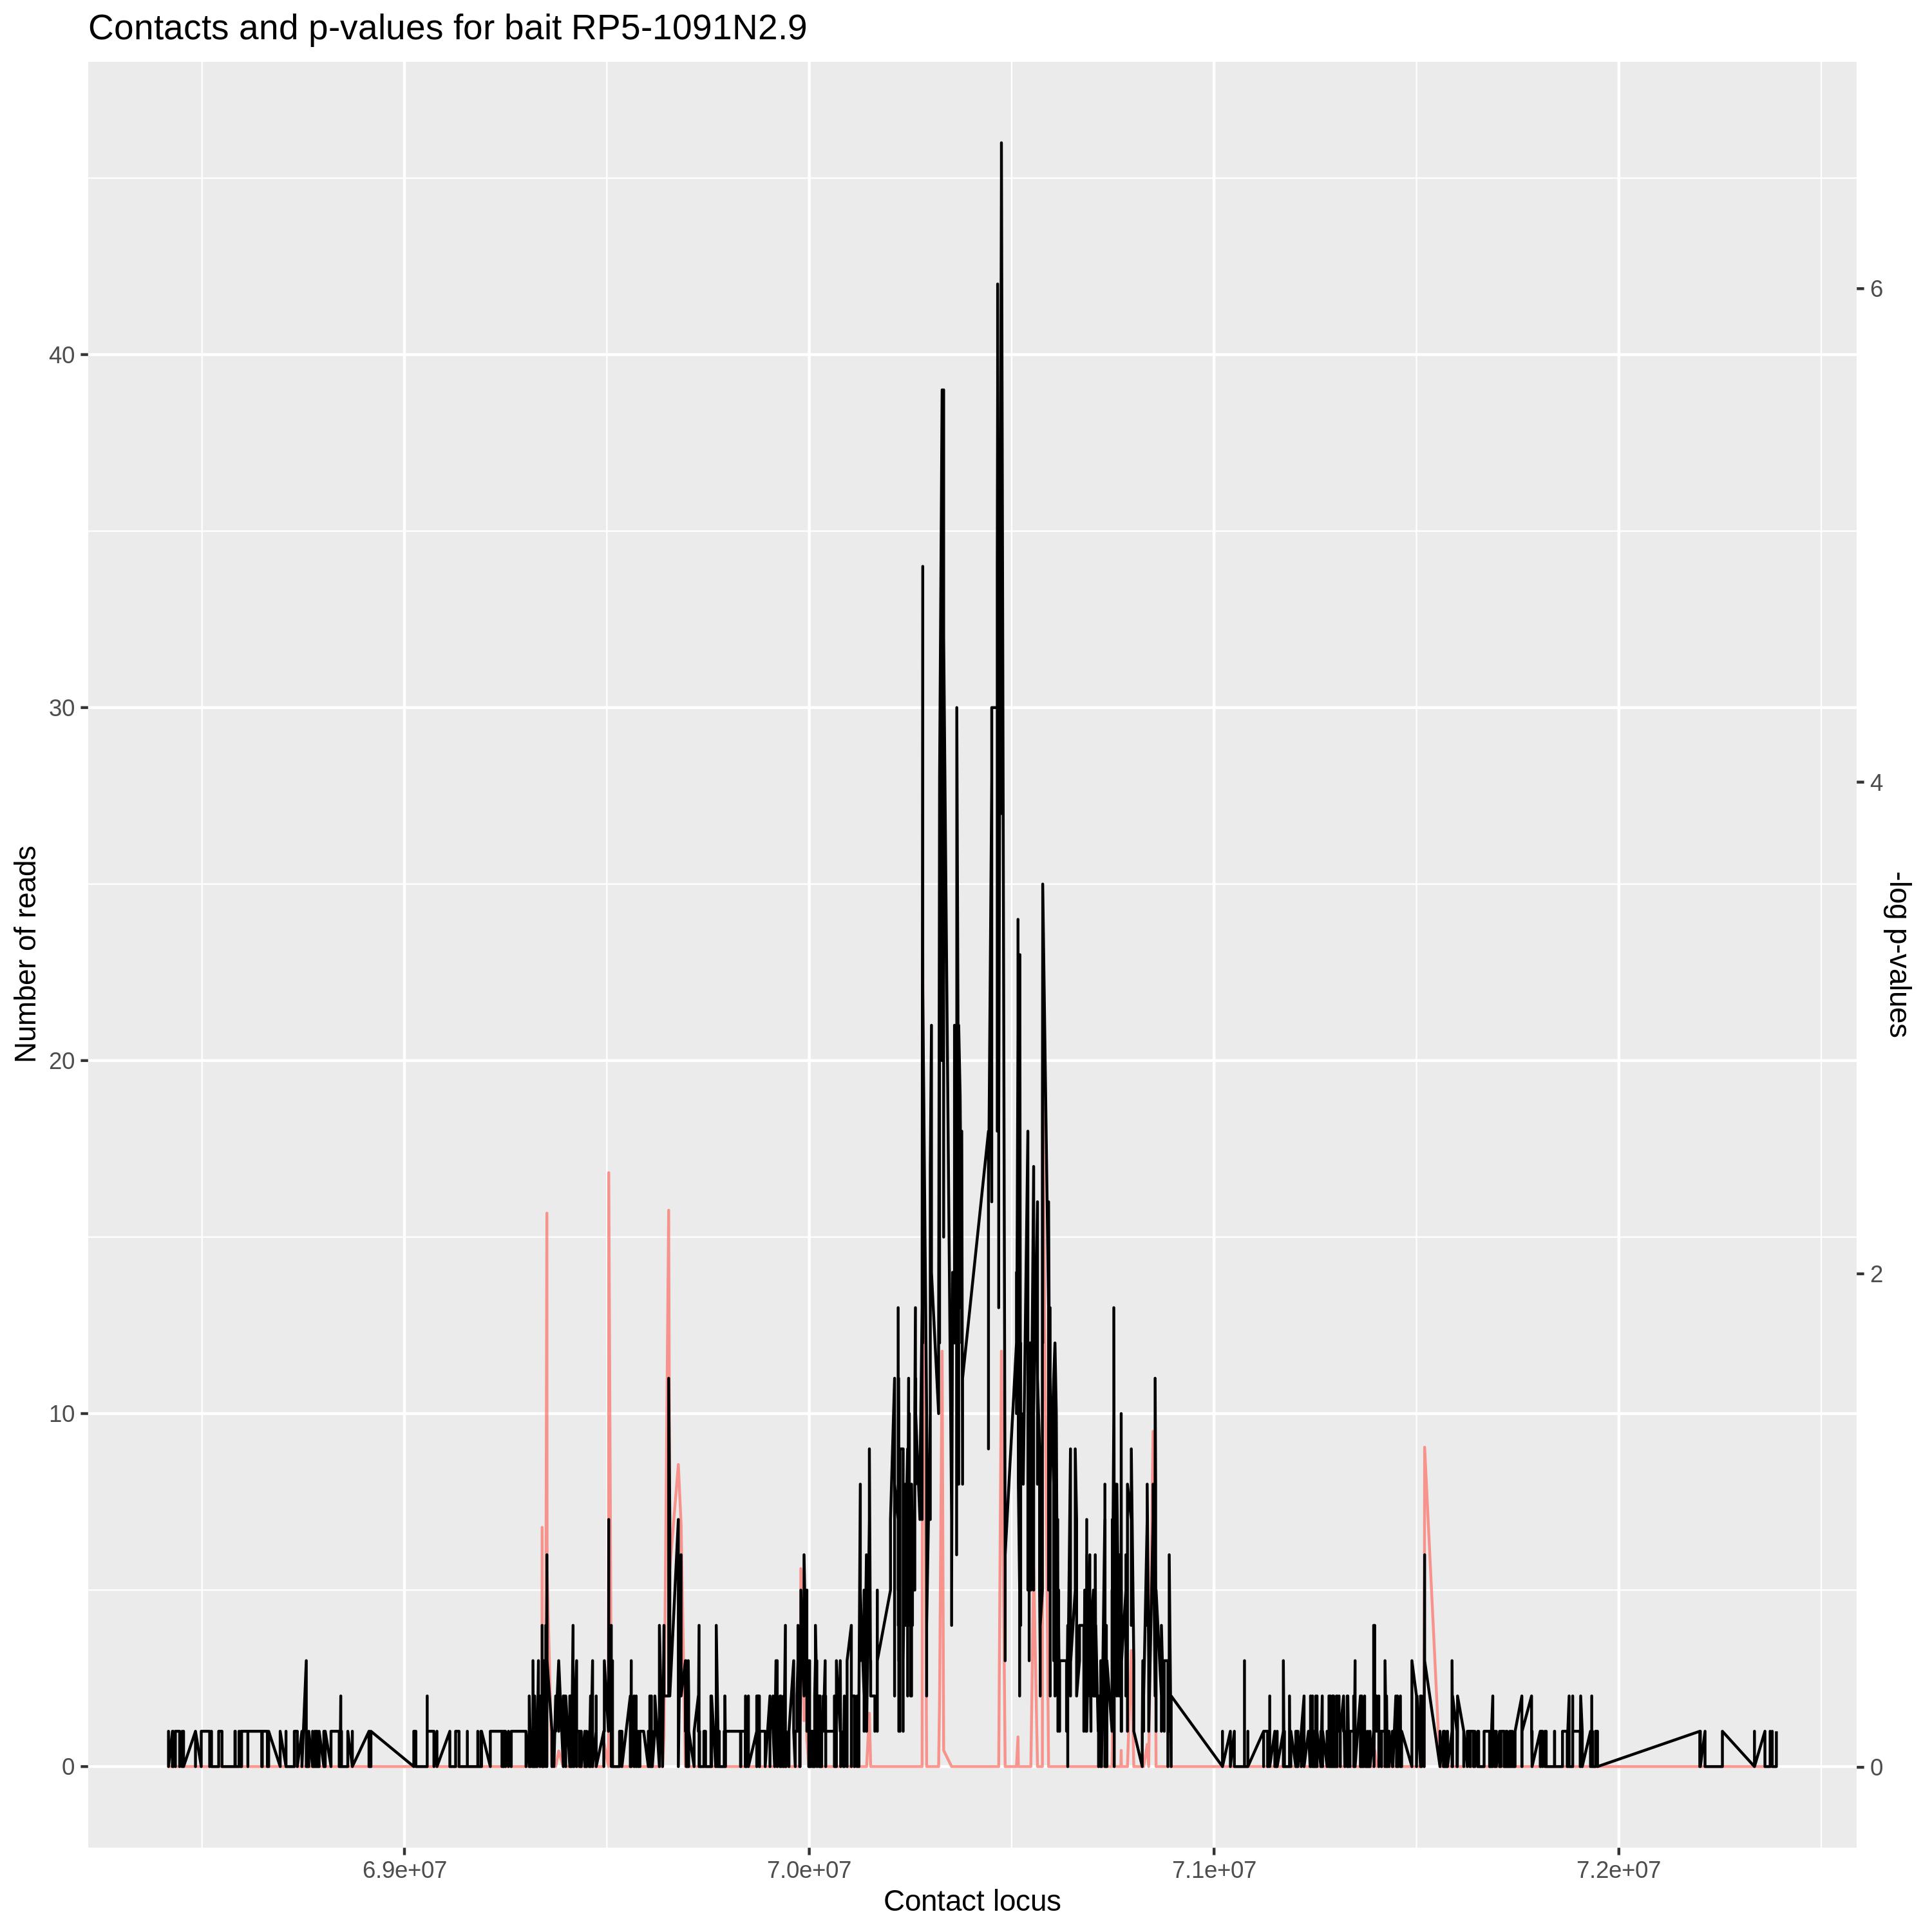 Contacts and p-values for bait RP5-1091N2.9
Number of reads
40
30
20
10
0
6
4
2
0
-log p-values
6.9e+07 7.0e+07 7.1e+07 7.2e+07
Contact locus